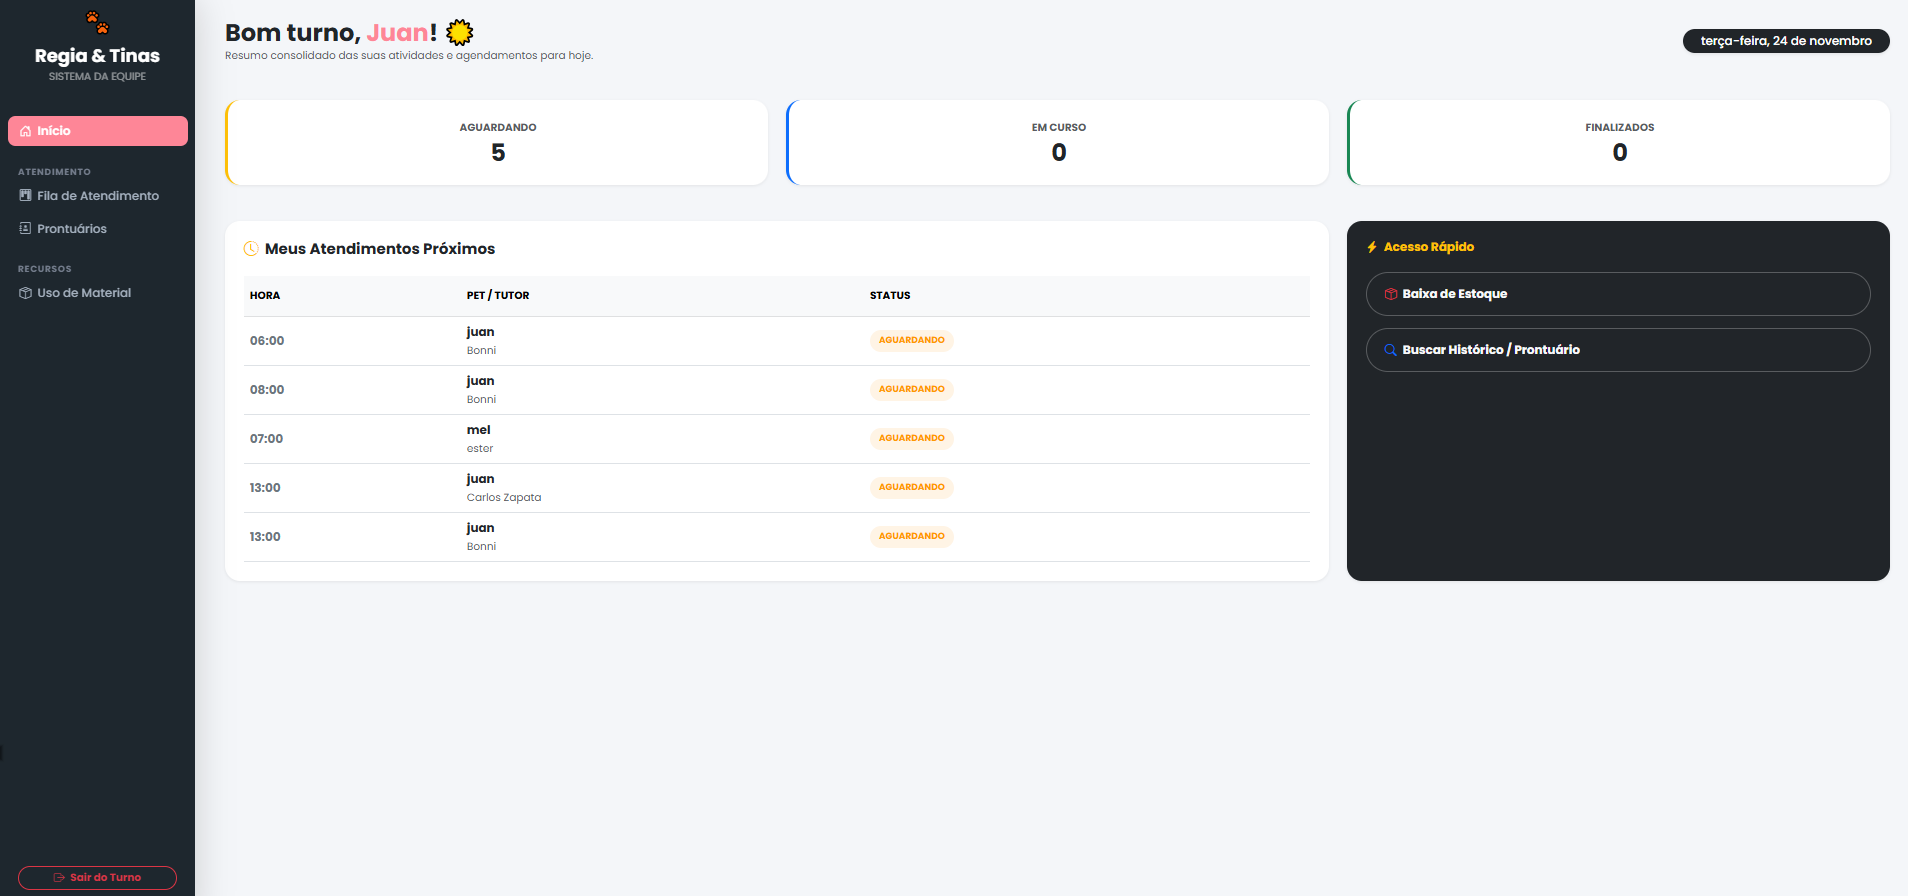 Regia & Tinas
SISTEMA DA EQUIPE
Início
ATENDIMENTO
Fila de Atendimento
Prontuários
RECURSOS
Uso de Material
Sair do Turno
Bom turno, Juan!
Resumo consolidado das suas atividades e agendamentos para hoje.
terça-feira, 24 de novembro
AGUARDANDO
5
EM CURSO
0
FINALIZADOS
0
Meus Atendimentos Próximos
HORA PET / TUTOR STATUS
06:00 juan AGUARDANDO
Bonni
08:00 juan AGUARDANDO
Bonni
07:00 mel AGUARDANDO
ester
13:00 juan AGUARDANDO
Carlos Zapata
13:00 juan AGUARDANDO
Bonni
Acesso Rápido
Baixa de Estoque
Buscar Histórico / Prontuário